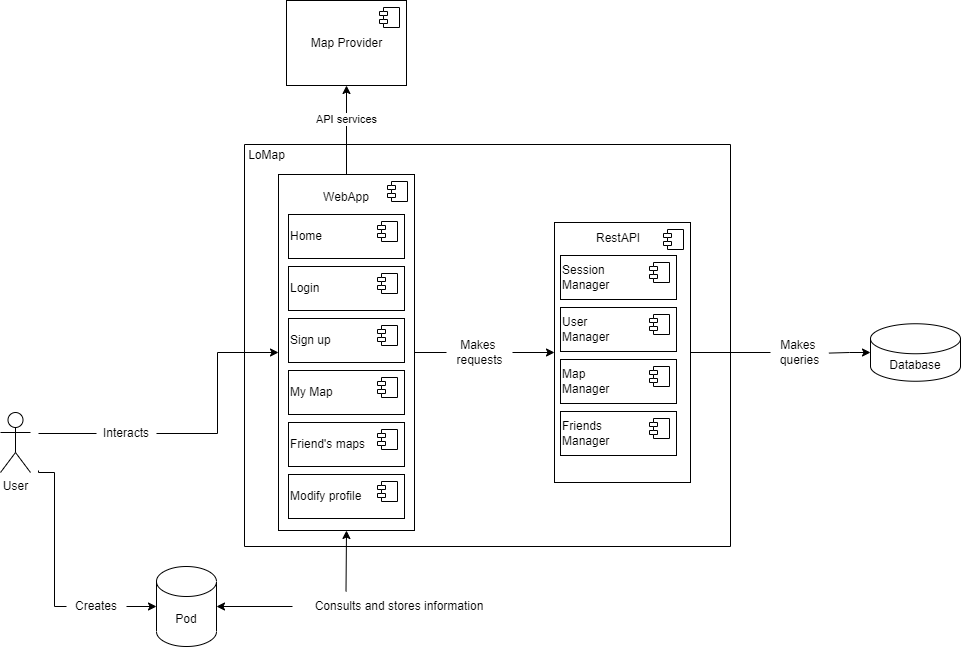 Map Provider
API services
LoMap
WebApp
Home
Login
Sign up
My Map
Friend's maps
Modify profile
Makes
requests
RestAPI
Session
Manager
User
Manager
Map
Manager
Friends
Manager
Makes
queries
Database
Interacts
User
Creates
Pod
Consults and stores information